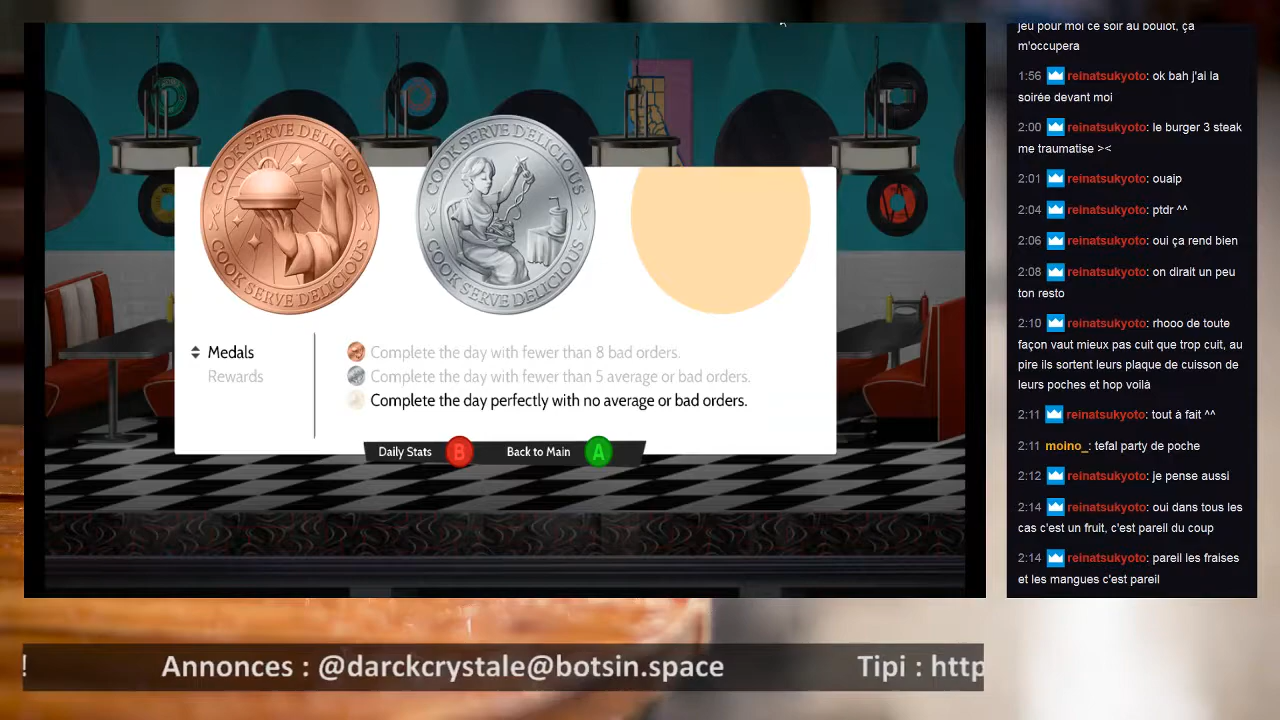 COOK SERVE DELICIOUS
COOK SERVE DELICIOUS
COOK SERVE DELICIOUS
COOK SERVE DELICIOUS
Medals
Rewards
Complete the day with fewer than 8 bad orders.
Complete the day with fewer than 5 average or bad orders.
Complete the day perfectly with no average or bad orders.
Daily Stats B
Back to Main A
jeu pour moi ce soir au boulot, ça
m'occupera
1:56 reinatsukyoto: ok bah j'ai la
soirée devant moi
2:00 reinatsukyoto: le burger 3 steak
me traumatise ><
2:01 reinatsukyoto: ouaip
2:04 reinatsukyoto: ptdr ^^
2:06 reinatsukyoto: oui ça rend bien
2:08 reinatsukyoto: on dirait un peu
ton resto
2:10 reinatsukyoto: rhooo de toute
façon vaut mieux pas cuit que trop cuit, au
pire ils sortent leurs plaque de cuisson de
leurs poches et hop voilà
2:11 reinatsukyoto: tout à fait ^^
2:11 moino_: tefal party de poche
2:12 reinatsukyoto: je pense aussi
2:14 reinatsukyoto: oui dans tous les
cas c'est un fruit, c'est pareil du coup
2:14 reinatsukyoto: pareil les fraises
et les mangues c'est pareil
! Annonces : @darckcrystale@botsin.space Tipi : http